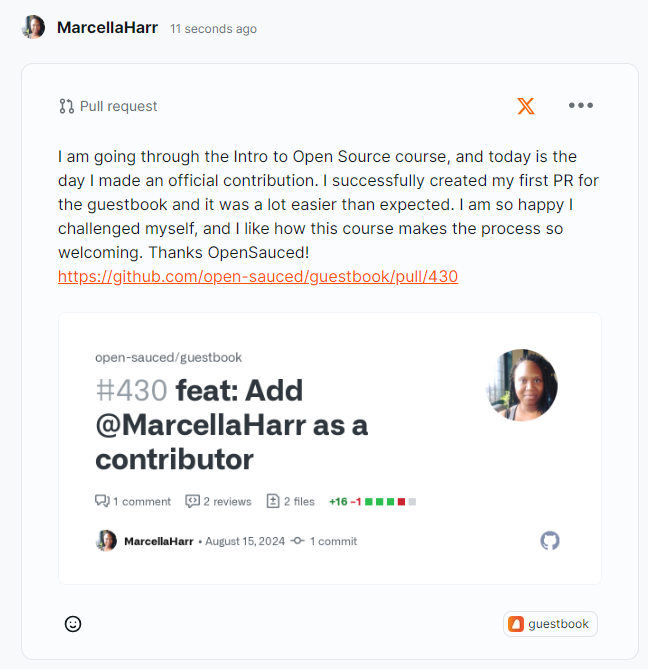 MarcellaHarr 11 seconds ago
Pull request
I am going through the Intro to Open Source course, and today is the
day I made an official contribution. I successfully created my first PR for
the guestbook and it was a lot easier than expected. I am so happy I
challenged myself, and I like how this course makes the process so
welcoming. Thanks OpenSauced!
https://github.com/open-sauced/guestbook/pull/430
open-sauced/guestbook
#430 feat: Add
@MarcellaHarr as a
contributor
1 comment 2 reviews 2 files +16 −1
MarcellaHarr • August 15, 2024 1 commit
guestbook